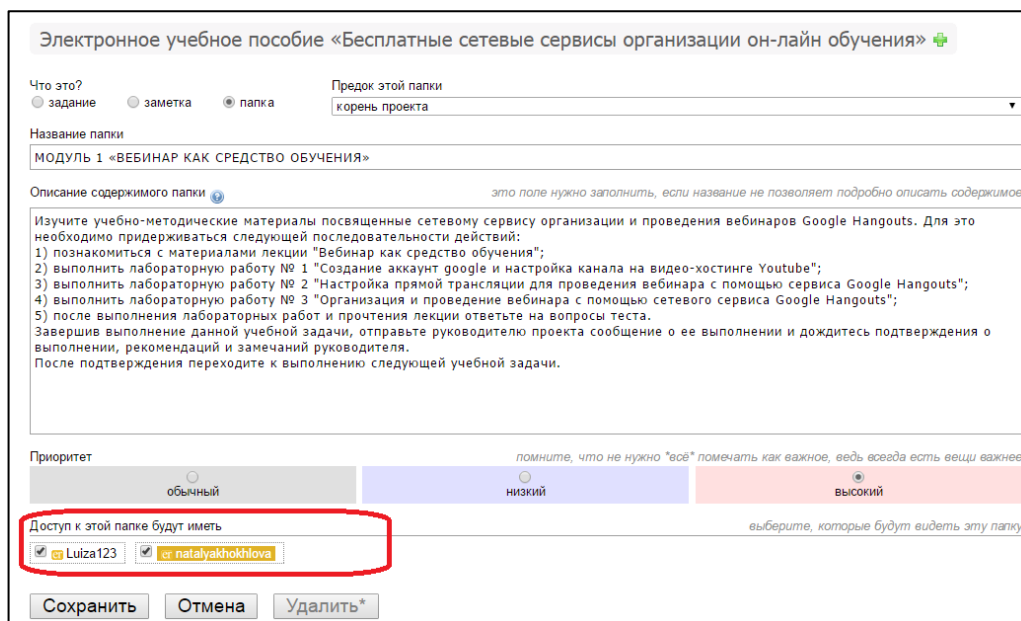 Электронное учебное пособие «Бесплатные сетевые сервисы организации он-лайн обучения»
Что это?
задание заметка папка
Предок этой папки
корень проекта
Название папки
МОДУЛЬ 1 «ВЕБИНАР КАК СРЕДСТВО ОБУЧЕНИЯ»
Описание содержимого папки это поле нужно заполнить, если название не позволяет подробно описать содержимое
Изучите учебно-методические материалы посвященные сетевому сервису организации и проведения вебинаров Google Hangouts. Для это
необходимо придерживаться следующей последовательности действий:
1) познакомиться с материалами лекции "Вебинар как средство обучения";
2) выполнить лабораторную работу № 1 "Создание аккаунт google и настройка канала на видео-хостинге Youtube";
3) выполнить лабораторную работу № 2 "Настройка прямой трансляции для проведения вебинара с помощью сервиса Google Hangouts";
4) выполнить лабораторную работу № 3 "Организация и проведение вебинара с помощью сетевого сервиса Google Hangouts";
5) после выполнения лабораторных работ и прочтения лекции ответьте на вопросы теста.
Завершив выполнение данной учебной задачи, отправьте руководителю проекта сообщение о ее выполнении и дождитесь подтверждения о
выполнении, рекомендаций и замечаний руководителя.
После подтверждения переходите к выполнению следующей учебной задачи.
Приоритет помните, что не нужно *всё* помечать как важное, ведь всегда есть вещи важнее
обычный низкий высокий
Доступ к этой папке будут иметь выберите, которые будут видеть эту папку
Luiza123 natalyakhokhlova
Сохранить Отмена Удалить*